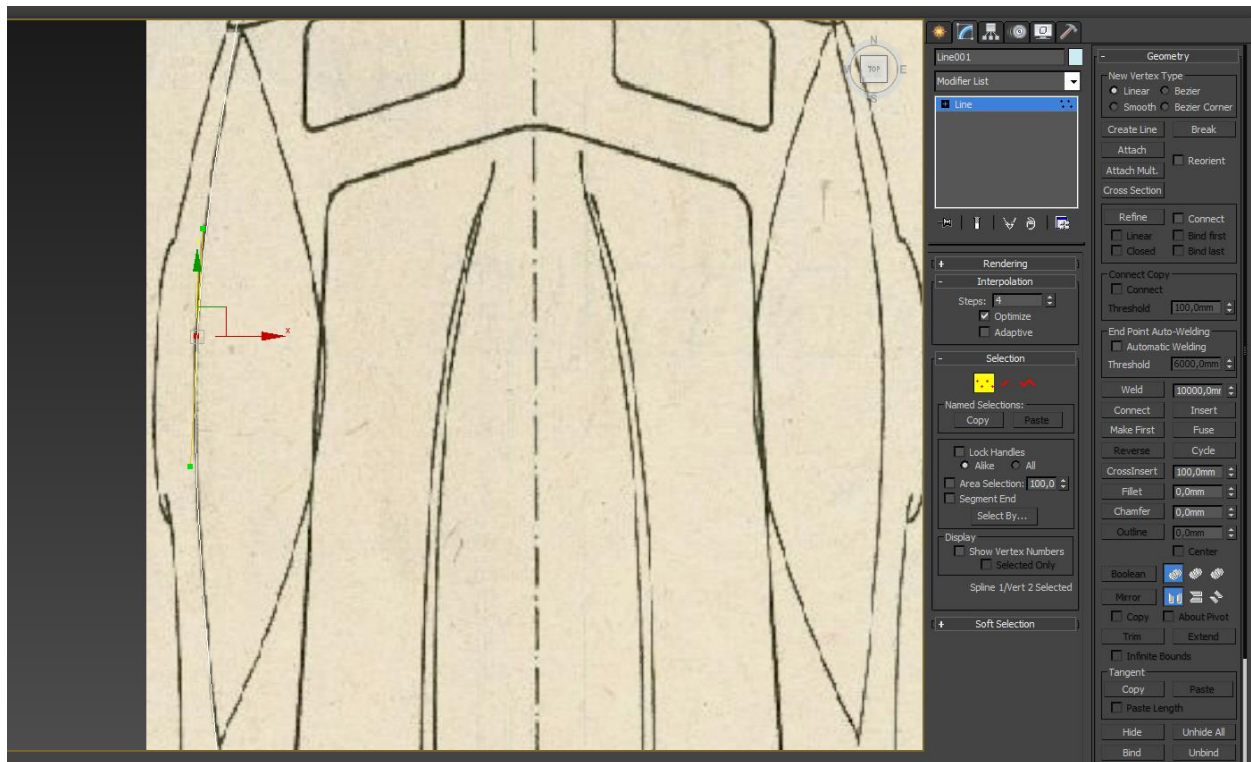 N
W TOP E
S
Line001
Modifier List
Line
Rendering
Interpolation
Steps: 4
Optimize
Adaptive
Selection
Named Selections:
Copy Paste
Lock Handles
Alike All
Area Selection: 100,0
Segment End
Select By...
Display
Show Vertex Numbers
Selected Only
Spline 1/Vert 2 Selected
Soft Selection
Geometry
New Vertex Type
Linear Bezier
Smooth Bezier Corner
Create Line Break
Attach
Reorient
Attach Mult.
Cross Section
Refine Connect
Linear Bind first
Closed Bind last
Connect Copy
Connect
Threshold 100,0mm
End Point Auto-Welding
Automatic Welding
Threshold 6000,0mm
Weld 10000,0mr
Connect Insert
Make First Fuse
Reverse Cycle
CrossInsert 100,0mm
Fillet 0,0mm
Chamfer 0,0mm
Outline 0,0mm
Center
Boolean
Mirror
Copy About Pivot
Trim Extend
Infinite Bounds
Tangent
Copy Paste
Paste Length
Hide Unhide All
Bind Unbind
x